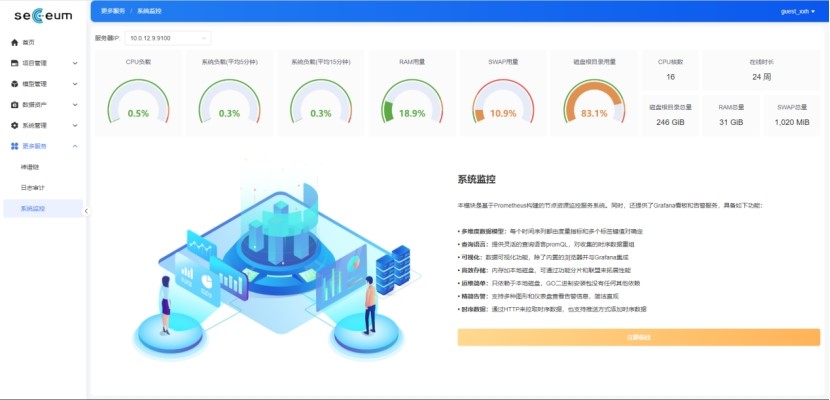 secceum
更多服务 / 系统监控
guest_xxh
首页
项目管理
模型管理
数据资产
系统管理
更多服务
日志审计
系统监控
服务器IP: 10.0.12.9:9100
CPU负载
0.5%
系统负载(平均5分钟)
0.3%
系统负载(平均15分钟)
0.3%
RAM用量
18.9%
SWAP用量
10.9%
磁盘根目录用量
83.1%
CPU核数
16
在线时长
24 周
磁盘根目录总量
246 GiB
RAM总量
31 GiB
SWAP总量
1,020 MiB
系统监控
本模块是基于Prometheus构建的节点资源监控服务系统。同时，还提供了Grafana看板和告警服务，具备如下功能：
• 多维度数据模型：每个时间序列都由度量指标和多个标签键值对确定
• 查询语言：提供灵活的查询语言promQL，对收集的时序数据重组
• 可视化：数据可视化功能，除了内置的浏览器并与Grafana集成
• 高效存储：内存加本地磁盘，可通过功能分片和联盟来拓展性能
• 运维简单：只依赖于本地磁盘，GO二进制安装包没有任何其他依赖
• 精确告警：支持多种图形和仪表盘查看告警信息，简洁直观
• 时序数据：通过HTTP来拉取时序数据，也支持推送方式添加时序数据